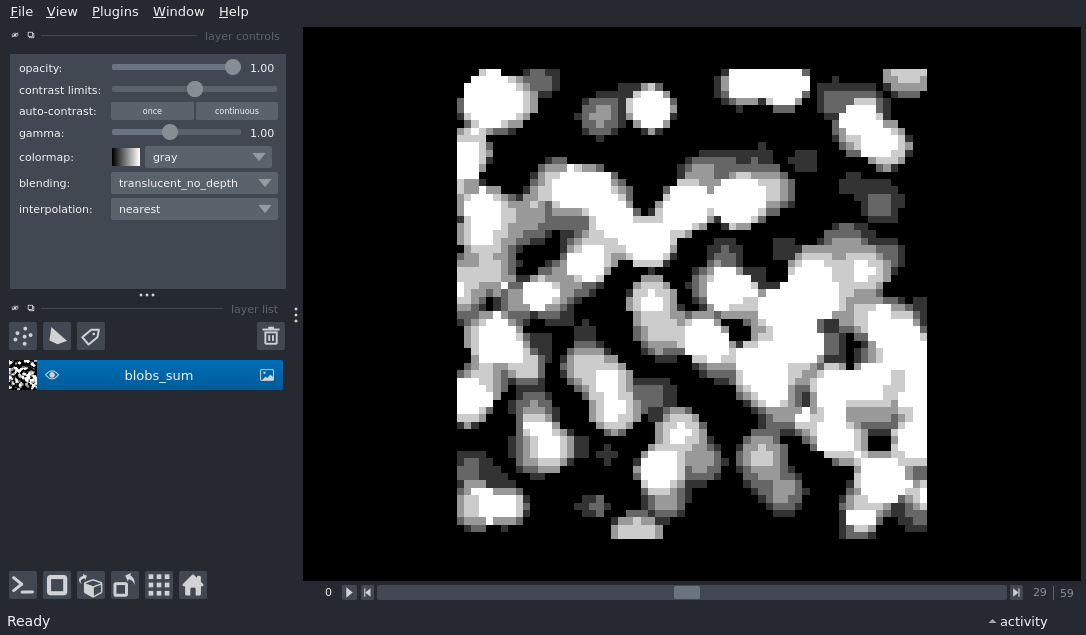 File View Plugins Window Help
layer controls
opacity: 1.00
contrast limits:
auto-contrast: once continuous
gamma: 1.00
colormap: gray
blending: translucent_no_depth
interpolation: nearest
layer list
blobs_sum
0 29 59
Ready activity